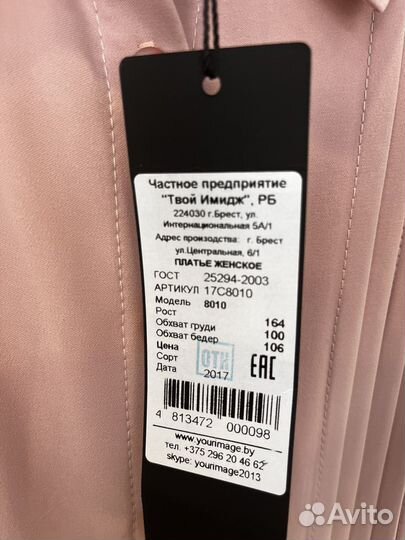 Частное предприятие
"Твой Имидж", РБ
224030 г.Брест, ул.
Интернациональная 5А/1
Адрес производства: г. Брест
ул.Центральная, 6/1
ПЛАТЬЕ ЖЕНСКОЕ
ГОСТ 25294-2003
АРТИКУЛ 17С8010
Модель 8010
Рост 164
Обхват груди 100
Обхват бедер 106
Цена
Сорт
Дата 2017
ОТК
ЕАС
4 813472 000098
www.yourimage.by
тел. +375 296 20 46 62
skype: yourimage2013
Avito